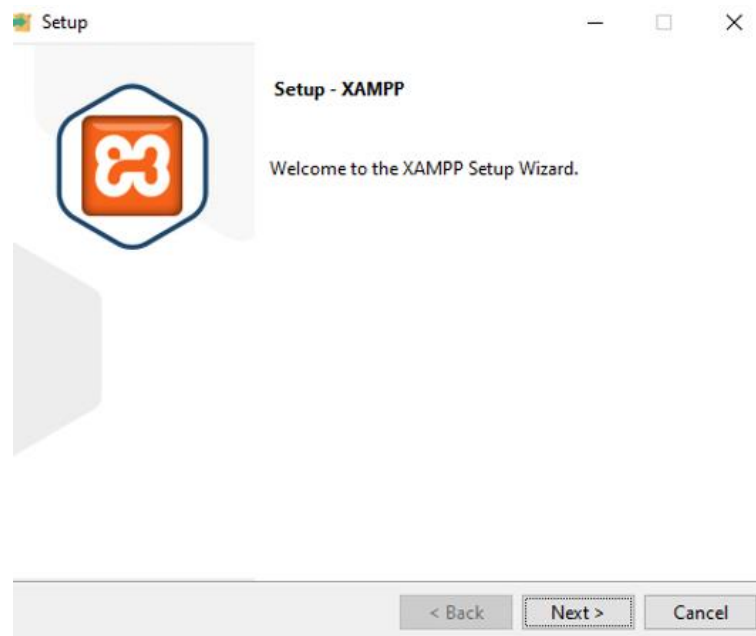 Setup
Setup - XAMPP
Welcome to the XAMPP Setup Wizard.
< Back
Next >
Cancel